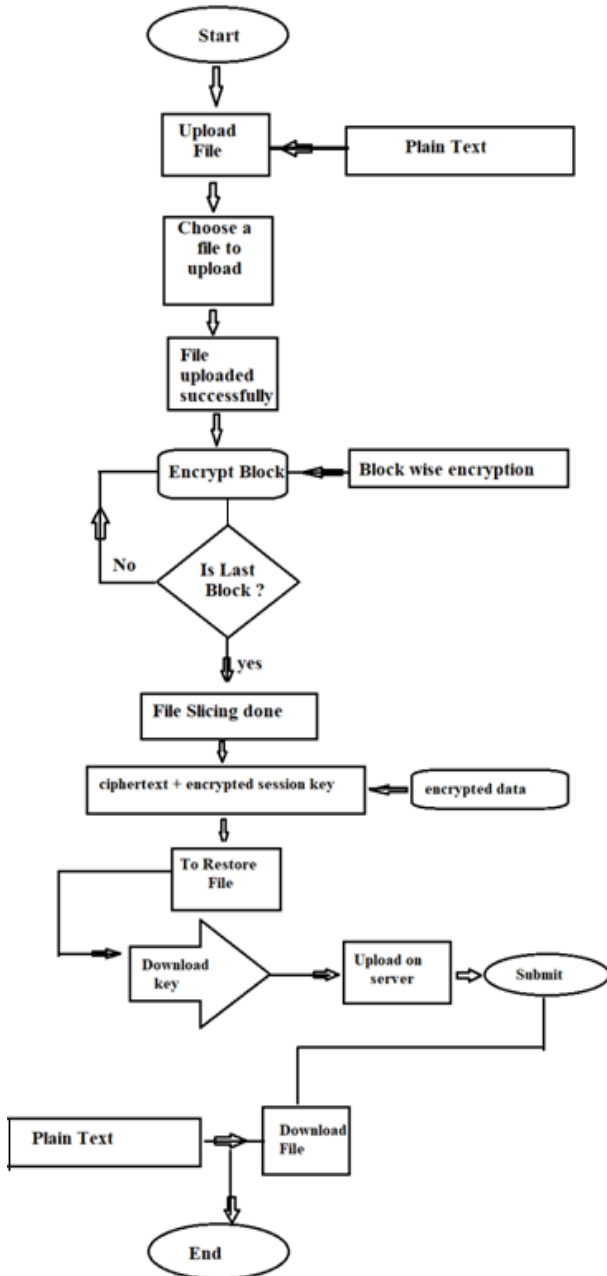 Start
Upload
File
Plain Text
Choose a
file to
upload
File
uploaded
successfully
Encrypt Block
Block wise encryption
No
Is Last
Block ?
yes
File Slicing done
ciphertext + encrypted session key
encrypted data
To Restore
File
Download
key
Upload on
server
Submit
Plain Text
Download
File
End